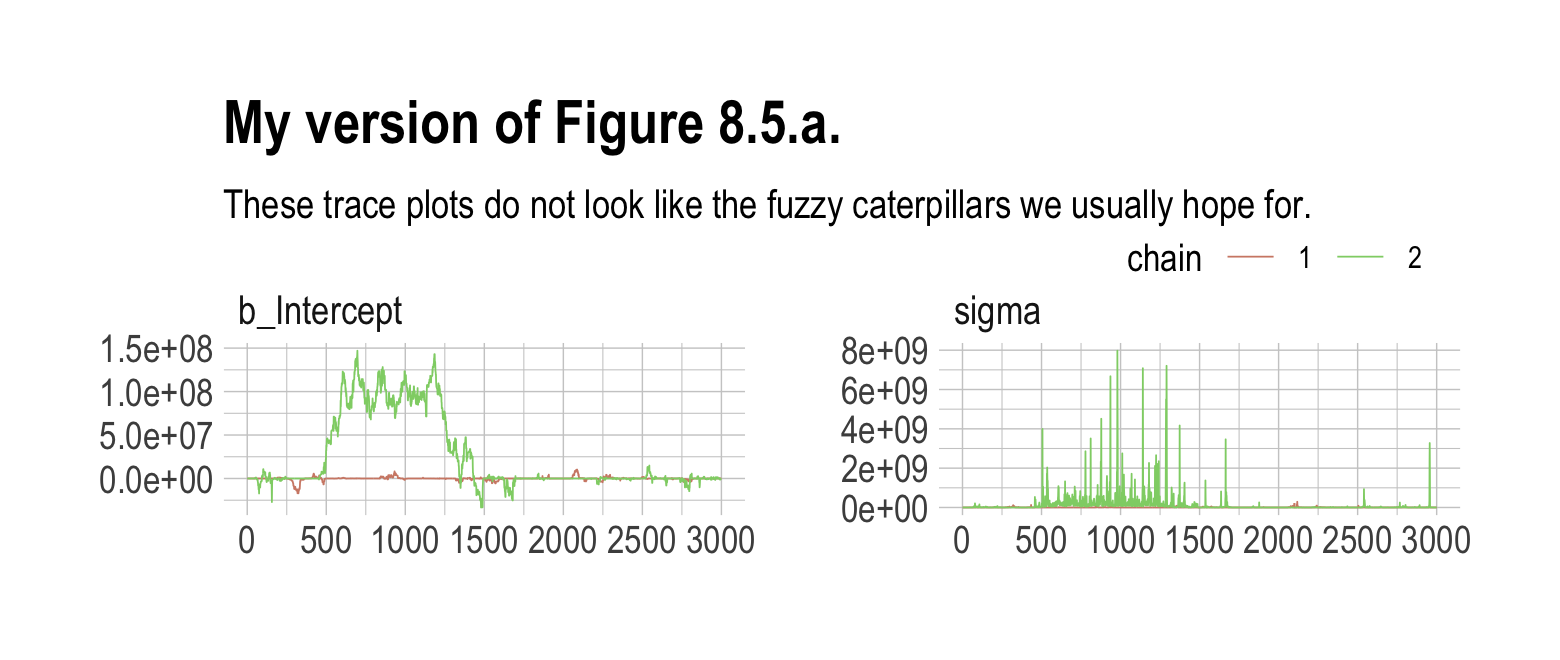 My version of Figure 8.5.a.
These trace plots do not look like the fuzzy caterpillars we usually hope for.
chain 1 2
b_Intercept
1.5e+08
1.0e+08
5.0e+07
0.0e+00
0 500 1000 1500 2000 2500 3000
sigma
8e+09
6e+09
4e+09
2e+09
0e+00
0 500 1000 1500 2000 2500 3000